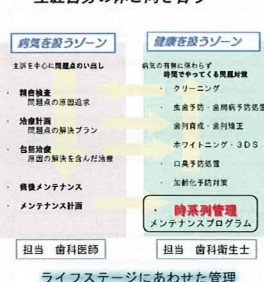 病気を扱うゾーン
主訴を中心に問題点のい出し
・ 精密検査
問題点の原因追求
・ 治療計画
問題点の解決プラン
・ 包括治療
原因の解決を含んだ治療
・ 術後メンテナンス
・ メンテナンス計画
担当 歯科医師
健康を扱うゾーン
病気の有無に係わらず
時間でやってくる問題対策
・ クリーニング
・ 虫歯予防・歯周病予防処置
・ 歯列育成・歯列矯正
・ ホワイトニング・3DS
・ 口臭予防処置
・ 加齢化予防対策
・ 時系列管理
メンテナンスプログラム
担当 歯科衛生士
ライフステージにあわせた管理